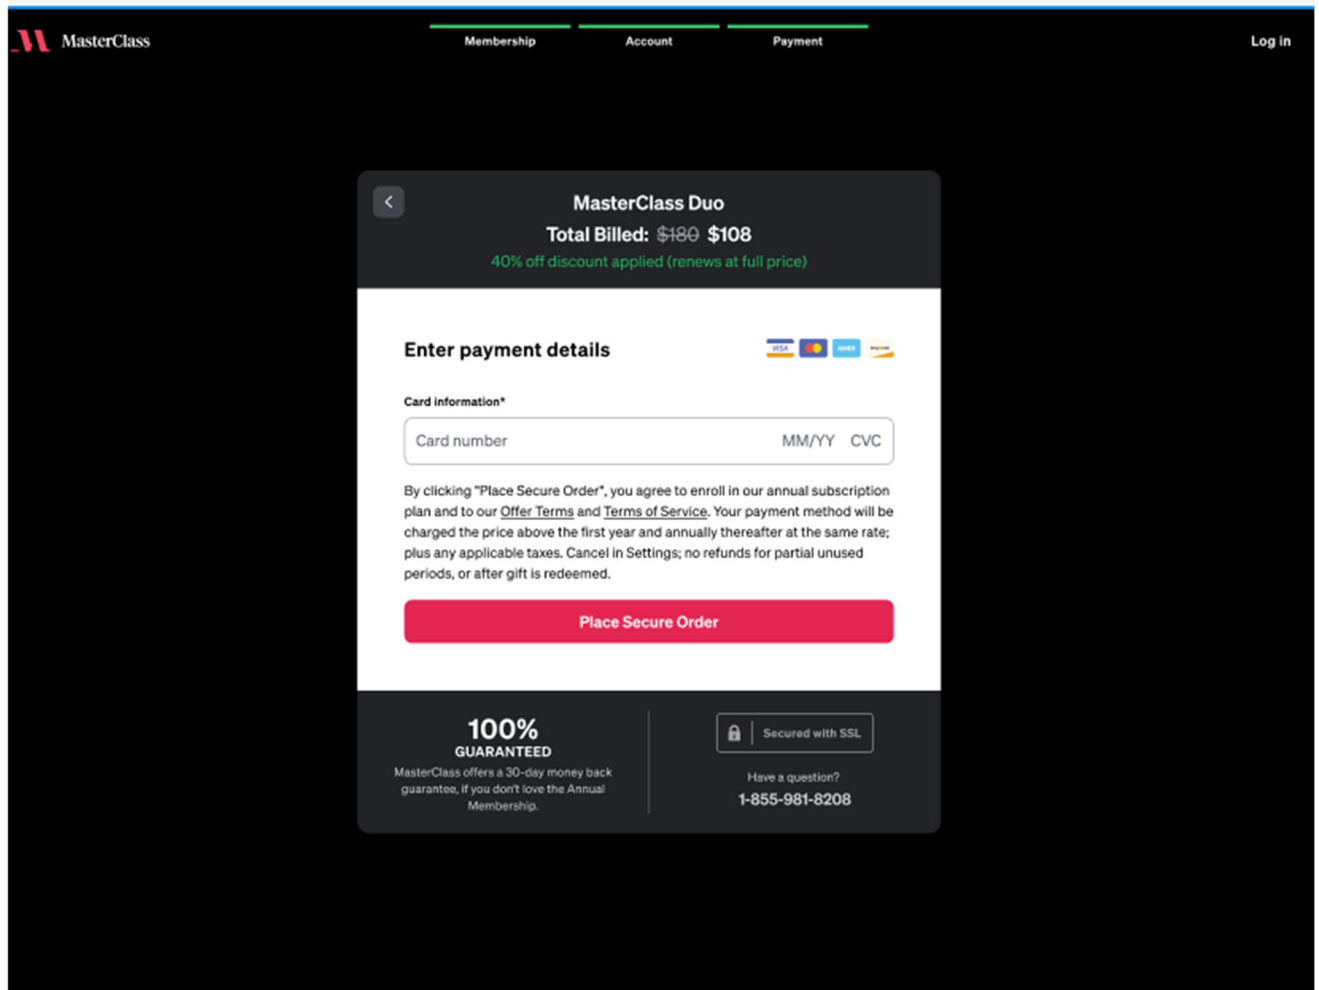 MasterClass
Membership
Account
Payment
Log in
MasterClass Duo
Total Billed: $180 $108
40% off discount applied (renews at full price)
Enter payment details
VISA
AMEX
Card information*
Card number
MM/YY CVC
By clicking "Place Secure Order", you agree to enroll in our annual subscription
plan and to our Offer Terms and Terms of Service. Your payment method will be
charged the price above the first year and annually thereafter at the same rate;
plus any applicable taxes. Cancel in Settings; no refunds for partial unused
periods, or after gift is redeemed.
Place Secure Order
100%
GUARANTEED
MasterClass offers a 30-day money back
guarantee, if you don't love the Annual
Membership.
Secured with SSL
Have a question?
1-855-981-8208